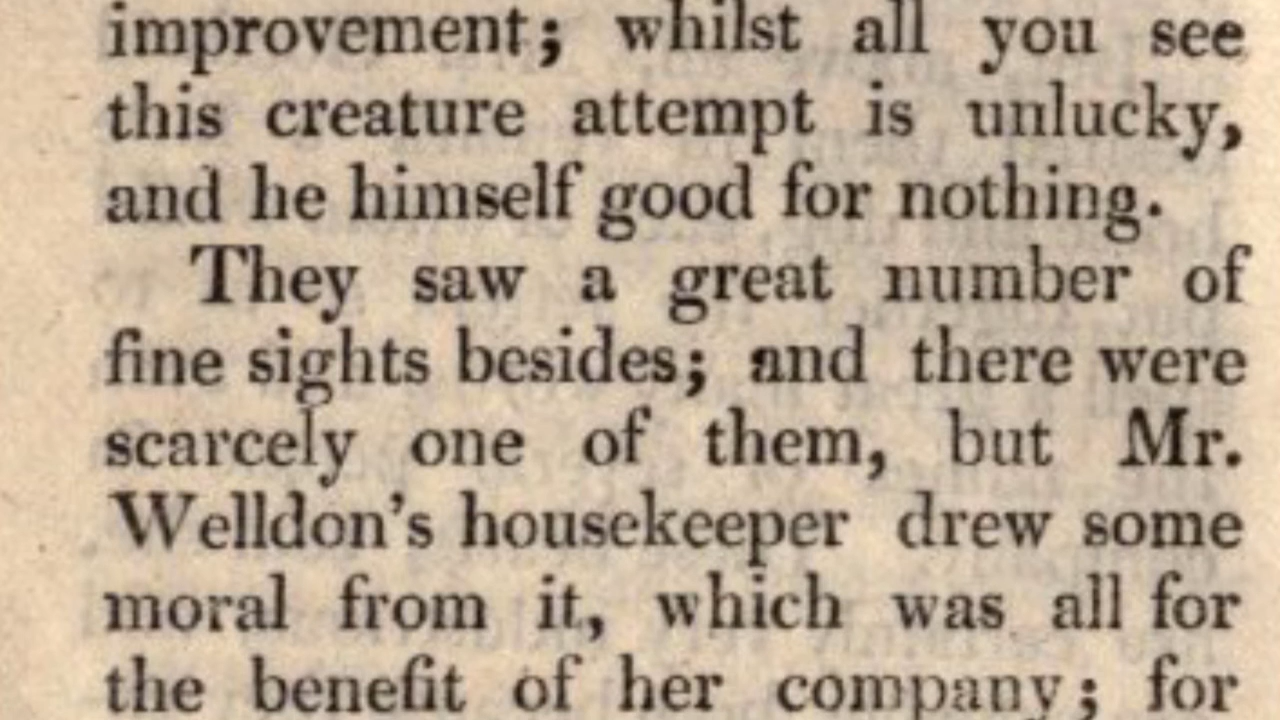 improvement; whilst all you see
this creature attempt is unlucky,
and he himself good for nothing.
They saw a great number of
fine sights besides; and there were
scarcely one of them, but Mr.
Welldon's housekeeper drew some
moral from it, which was all for
the benefit of her company; for